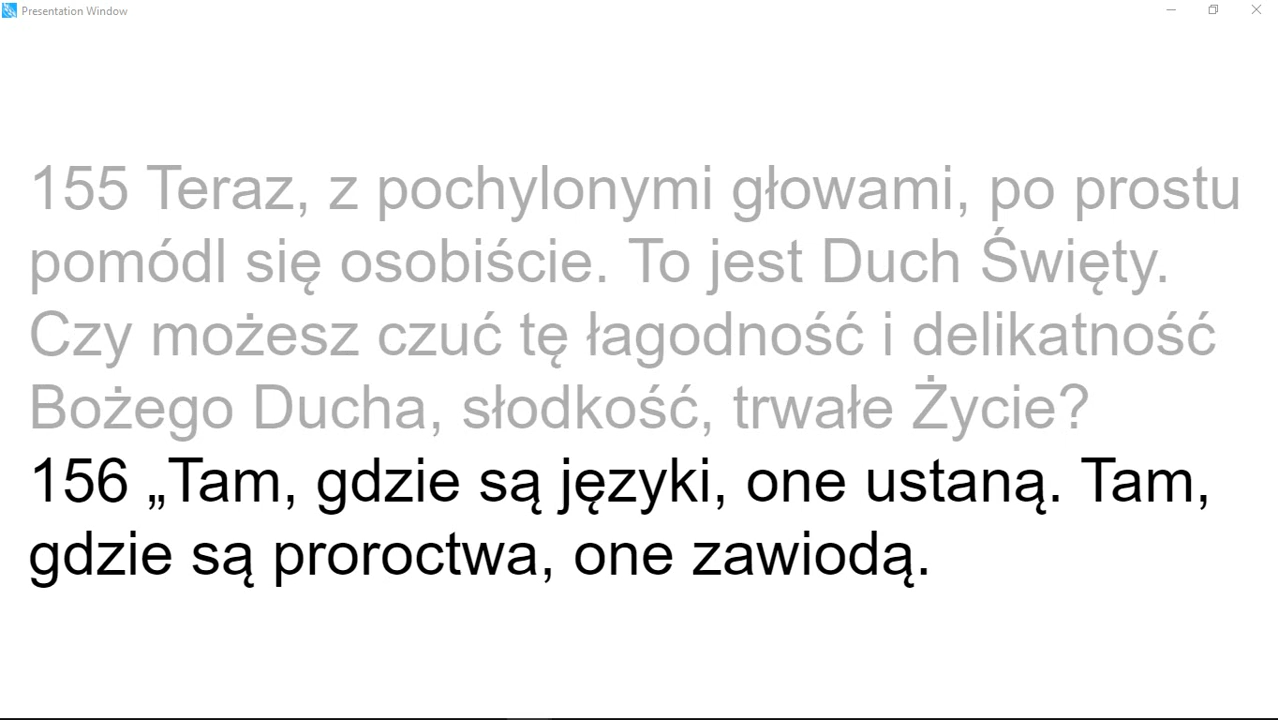 Presentation Window
155 Teraz, z pochylonymi głowami, po prostu
pomódl się osobiście. To jest Duch Święty.
Czy możesz czuć tę łagodność i delikatność
Bożego Ducha, słodkość, trwałe Życie?
156 „Tam, gdzie są języki, one ustaną. Tam,
gdzie są proroctwa, one zawiodą.